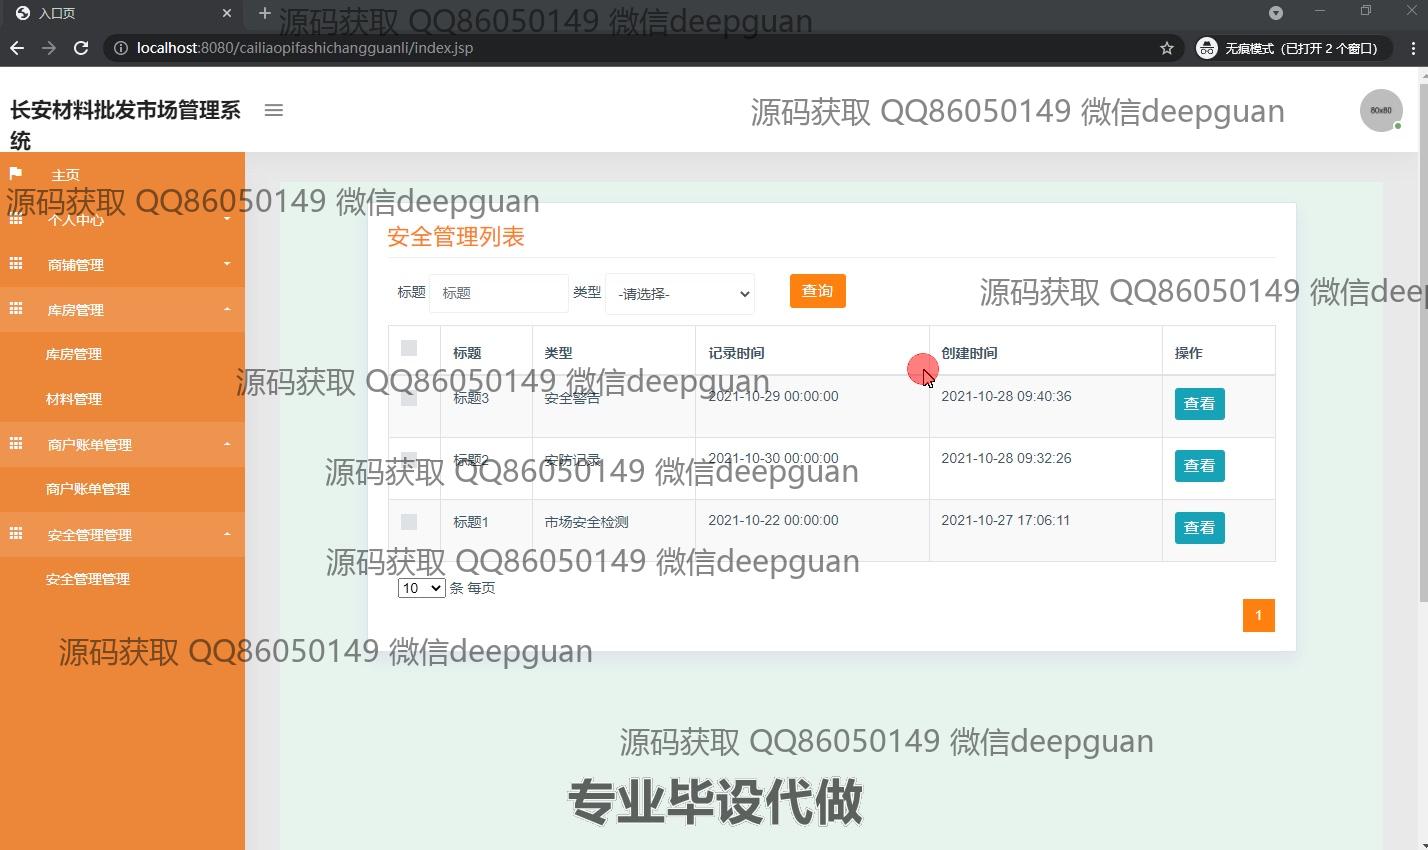 入口页
源码获取 QQ86050149 微信deepguan
localhost:8080/cailiaopifashichangguanli/index.jsp
无痕模式（已打开 2 个窗口）
长安材料批发市场管理系
统
源码获取 QQ86050149 微信deepguan
80x80
主页
源码获取 QQ86050149 微信deepguan
个人中心
安全管理列表
商铺管理
标题 标题 类型 -请选择- 查询
源码获取 QQ86050149 微信deep
库房管理
标题 类型 记录时间 创建时间 操作
库房管理
源码获取 QQ86050149 微信deepguan
材料管理
标题3 安全警告 2021-10-29 00:00:00 2021-10-28 09:40:36 查看
商户账单管理
标题2 安防记录 2021-10-30 00:00:00 2021-10-28 09:32:26 查看
源码获取 QQ86050149 微信deepguan
商户账单管理
标题1 市场安全检测 2021-10-22 00:00:00 2021-10-27 17:06:11 查看
安全管理管理
源码获取 QQ86050149 微信deepguan
安全管理管理
10 条 每页
1
源码获取 QQ86050149 微信deepguan
源码获取 QQ86050149 微信deepguan
专业毕设代做